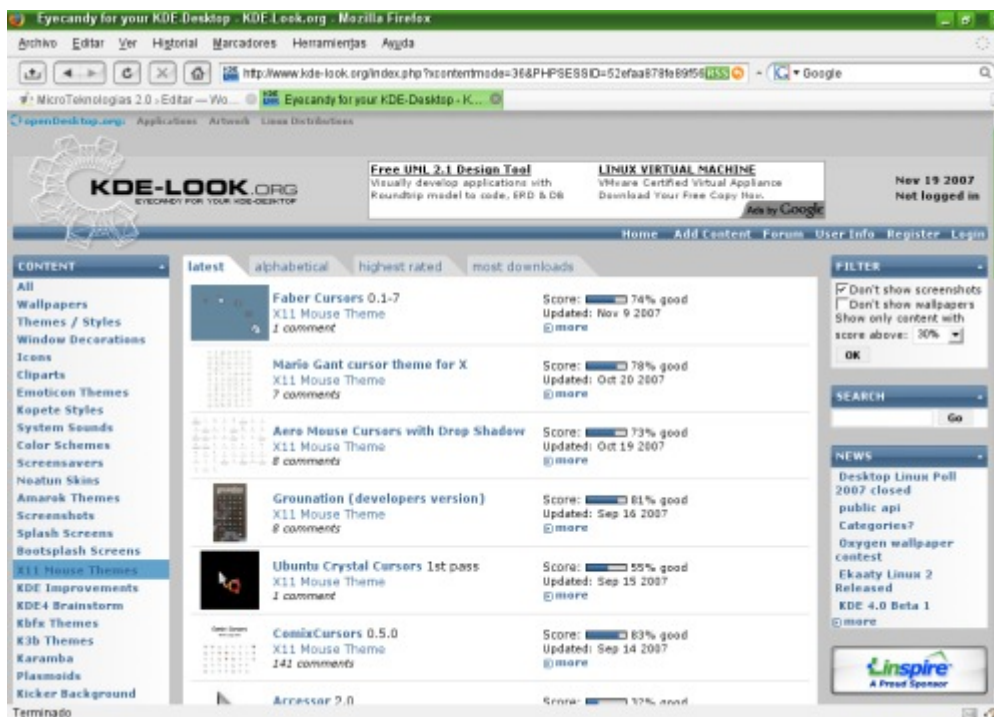 Eyecandy for your KDE-Desktop - KDE-Look.org - Mozilla Firefox
Archivo Editar Ver Historial Marcadores Herramientas Ayuda
http://www.kde-look.org/index.php?xcontentmode=36&PHPSESSID=52efaa878fe89f56 RSS
Google
MicroTeknologias 2.0 › Editar — Wo...
Eyecandy for your KDE-Desktop - K...
openDesktop.org: Applications Artwork Linux Distributions
KDE-LOOK.ORG
EYECANDY FOR YOUR KDE-DESKTOP
Free UML 2.1 Design Tool
Visually develop applications with
Roundtrip model to code, ERD & DB
LINUX VIRTUAL MACHINE
VMware Certified Virtual Appliance
Download Your Free Copy Now.
Ads by Google
Nov 19 2007
Not logged in
Home Add Content Forum User Info Register Login
CONTENT
All
Wallpapers
Themes / Styles
Window Decorations
Icons
Cliparts
Emoticon Themes
Kopete Styles
System Sounds
Color Schemes
Screensavers
Noatun Skins
Amarok Themes
Screenshots
Splash Screens
Bootsplash Screens
X11 Mouse Themes
KDE Improvements
KDE4 Brainstorm
Kbfx Themes
K3b Themes
Karamba
Plasmoids
Kicker Background
latest alphabetical highest rated most downloads
Faber Cursors 0.1-7
X11 Mouse Theme
1 comment
Score: 74% good
Updated: Nov 9 2007
more
Mario Gant cursor theme for X
X11 Mouse Theme
7 comments
Score: 78% good
Updated: Oct 20 2007
more
Aero Mouse Cursors with Drop Shadow
X11 Mouse Theme
8 comments
Score: 73% good
Updated: Oct 19 2007
more
Grounation (developers version)
X11 Mouse Theme
8 comments
Score: 81% good
Updated: Sep 16 2007
more
Ubuntu Crystal Cursors 1st pass
X11 Mouse Theme
1 comment
Score: 55% good
Updated: Sep 15 2007
more
ComixCursors 0.5.0
X11 Mouse Theme
141 comments
Score: 83% good
Updated: Sep 14 2007
more
Accessor 2.0
Score: 32% good
FILTER
Don't show screenshots
Don't show wallpapers
Show only content with
score above: 30%
OK
SEARCH
Go
NEWS
Desktop Linux Poll
2007 closed
public api
Categories?
Oxygen wallpaper
contest
Ekaaty Linux 2
Released
KDE 4.0 Beta 1
more
Linspire
A Proud Sponsor
Terminado